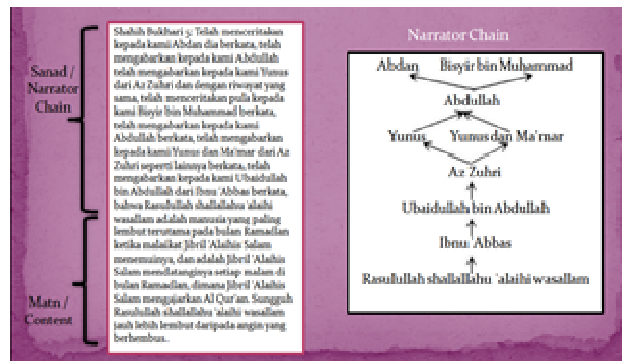 Sanad /
Narrator
Chain
Matn /
Content
Shahih Bukhari 5: Telah menceritakan
kepada kamii Abdan dia berkata, telah
mengabarkan kepada kami Abdullah
telah mengabarkan kepada kami Yunus
dari Az Zuhri dan dengan riwayat yang
sama, telah menceritakan pula kepada
kami Bisyir bin Muhammad berkata,
telah mengabarkan kepada kami
Abdullah berkata, telah mengabarkan
kepada kamii Yunus dan Ma'mar dari Az
Zuhri seperti lainnya berkata, telah
mengabarkan kepada kami Ubaidullah
bin Abdullah dari Ibnu 'Abbas berkata,
bahwa Rasulullah shallallahu 'alaihi
wasallam adalah manusia yang paling
lembut terutama pada bulan Ramadlan
ketika malaikat Jibril 'Alaihis Salam
menemuinya, dan adalah Jibril 'Alaihis
Salam mendatanginya setiap malam di
bulan Ramadlan, dimana Jibril 'Alaihis
Salam mengajarkan Al Qur'an. Sungguh
Rasulullah shallallahu 'alaihi wasallam
jauh lebih lembut daripada angin yang
berhembus..
Narrator Chain
Abdan Bisyir bin Muhammad
Abdullah
Yunus Yunus dan Ma'mar
Az Zuhri
Ubaidullah bin Abdullah
Ibnu Abbas
Rasulullah shallallahu 'alaihi wasallam